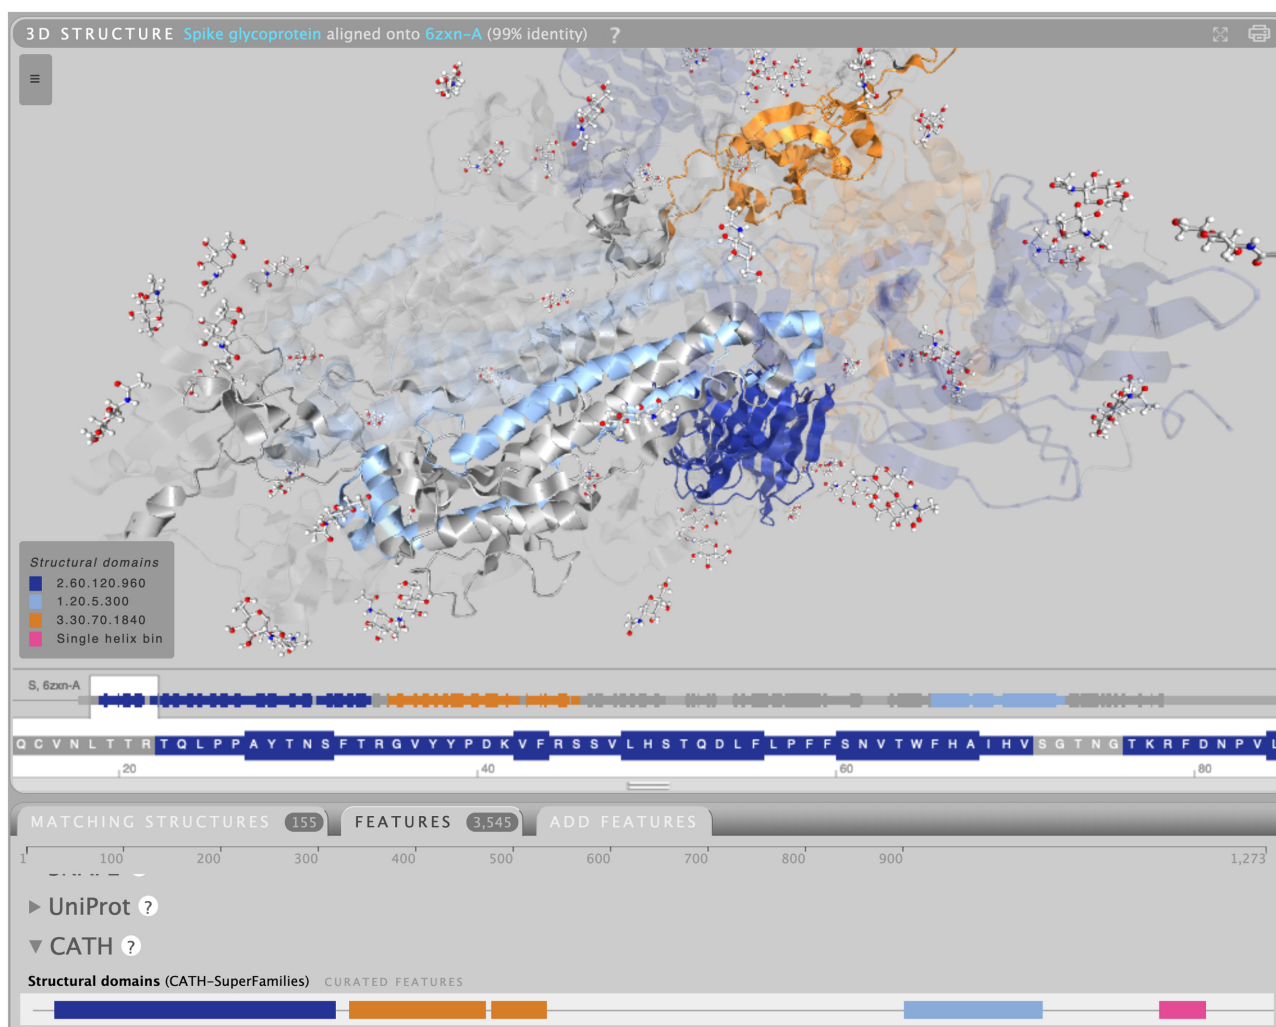 3D STRUCTURE Spike glycoprotein aligned onto 6zxn-A (99% identity) ?
Structural domains
2.60.120.960
1.20.5.300
3.30.70.1840
Single helix bin
S, 6zxn-A
Q C V N L T T R T Q L P P A Y T N S F T R G V Y Y P D K V F R S S V L H S T Q D L F L P F F S N V T W F H A I H V S G T N G T K R F D N P V L
20 40 60 80
MATCHING STRUCTURES 155 FEATURES 3,545 ADD FEATURES
1 100 200 300 400 500 600 700 800 900 1,273
UniProt ?
CATH ?
Structural domains (CATH-SuperFamilies) CURATED FEATURES